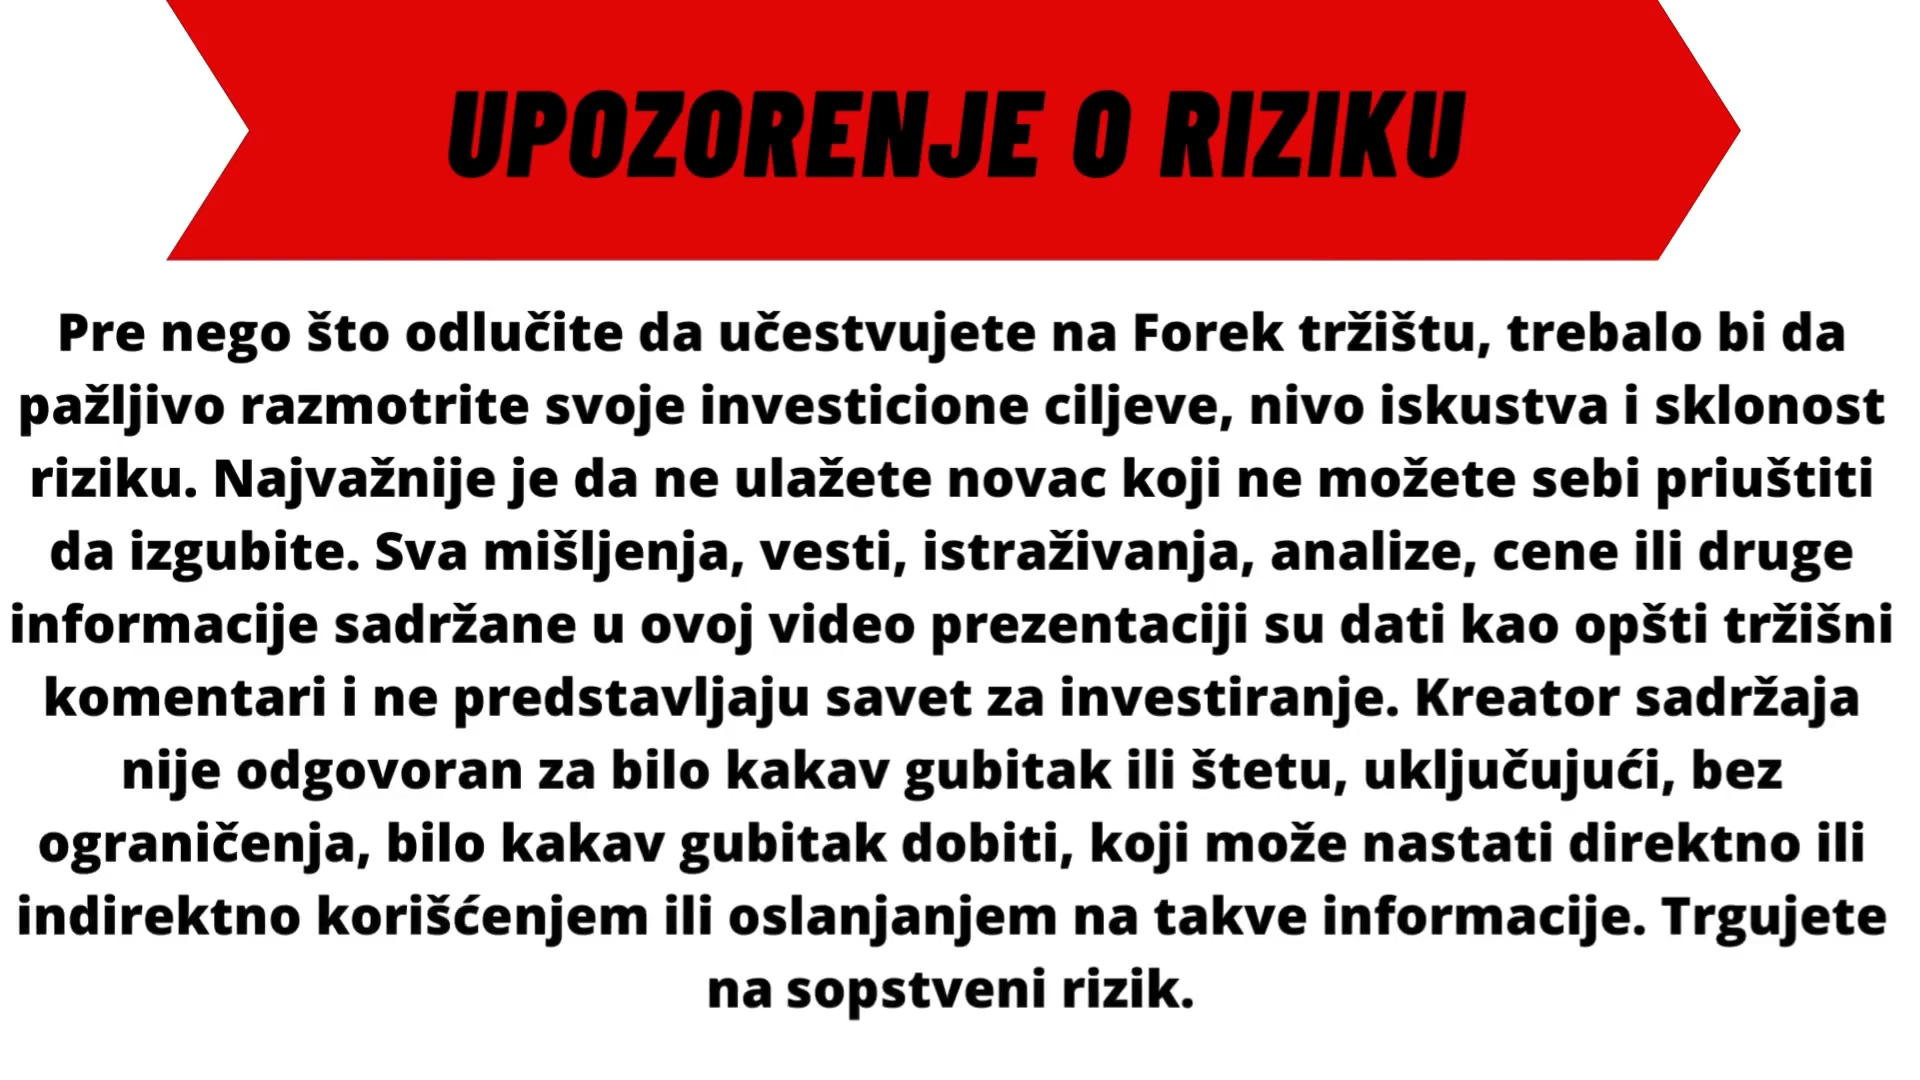 UPOZORENJE O RIZIKU
Pre nego što odlučite da učestvujete na Forek tržištu, trebalo bi da
pažljivo razmotrite svoje investicione ciljeve, nivo iskustva i sklonost
riziku. Najvažnije je da ne ulažete novac koji ne možete sebi priuštiti
da izgubite. Sva mišljenja, vesti, istraživanja, analize, cene ili druge
informacije sadržane u ovoj video prezentaciji su dati kao opšti tržišni
komentari i ne predstavljaju savet za investiranje. Kreator sadržaja
nije odgovoran za bilo kakav gubitak ili štetu, uključujući, bez
ograničenja, bilo kakav gubitak dobiti, koji može nastati direktno ili
indirektno korišćenjem ili oslanjanjem na takve informacije. Trgujete
na sopstveni rizik.